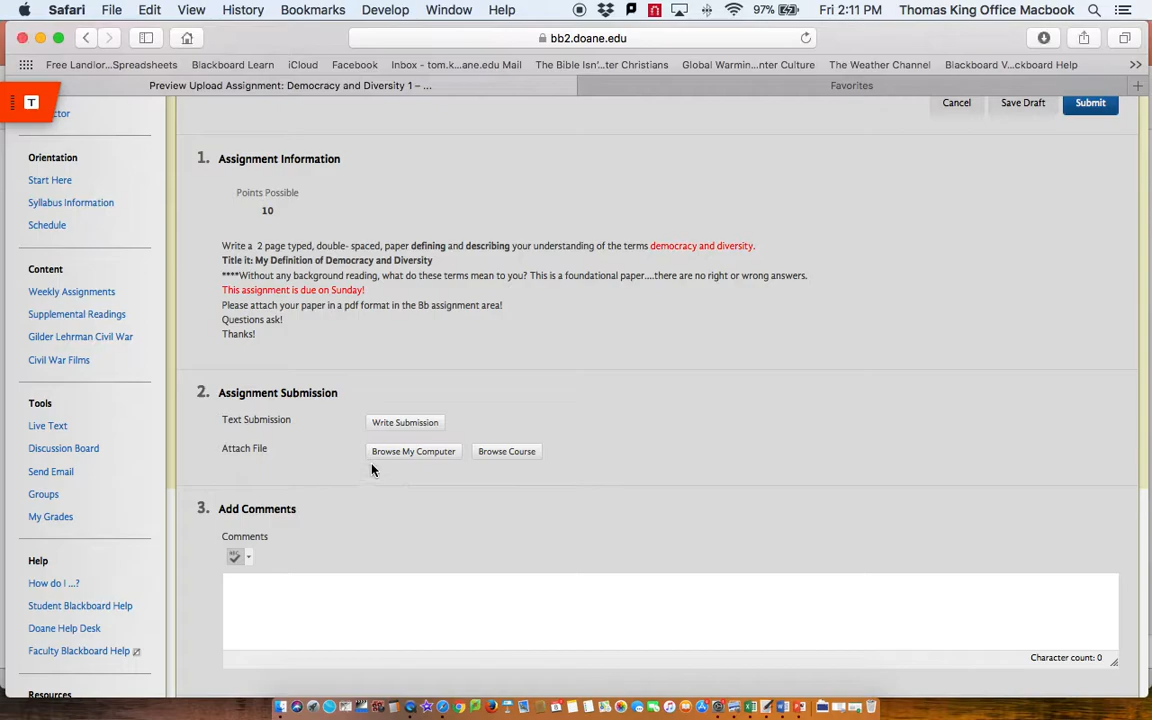 Safari File Edit View History Bookmarks Develop Window Help 97% Fri 2:11 PM Thomas King Office Macbook
bb2.doane.edu
Free Landlor...Spreadsheets Blackboard Learn iCloud Facebook Inbox - tom.k...ane.edu Mail The Bible Isn'...ter Christians Global Warmin...nter Culture The Weather Channel Blackboard V...ckboard Help >>
Preview Upload Assignment: Democracy and Diversity 1 – ... Favorites +
T
Cancel Save Draft Submit
Orientation
Start Here
Syllabus Information
Schedule
Content
Weekly Assignments
Supplemental Readings
Gilder Lehrman Civil War
Civil War Films
Tools
Live Text
Discussion Board
Send Email
Groups
My Grades
Help
How do I ...?
Student Blackboard Help
Doane Help Desk
Faculty Blackboard Help
Resources
1. Assignment Information
Points Possible
10
Write a 2 page typed, double- spaced, paper defining and describing your understanding of the terms democracy and diversity.
Title it: My Definition of Democracy and Diversity
****Without any background reading, what do these terms mean to you? This is a foundational paper....there are no right or wrong answers.
This assignment is due on Sunday!
Please attach your paper in a pdf format in the Bb assignment area!
Questions ask!
Thanks!
2. Assignment Submission
Text Submission Write Submission
Attach File Browse My Computer Browse Course
3. Add Comments
Comments
ABC
Character count: 0